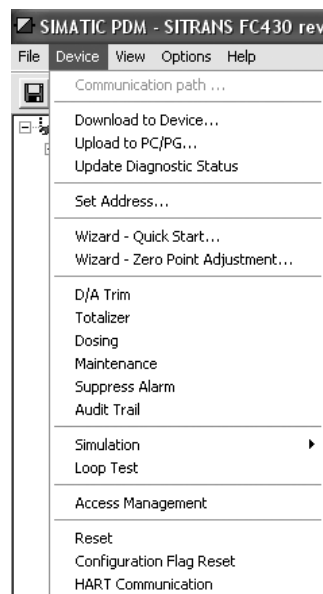 SIMATIC PDM - SITRANS FC430 rev
File Device View Options Help
Communication path ...
Download to Device...
Upload to PC/PG...
Update Diagnostic Status
Set Address...
Wizard - Quick Start...
Wizard - Zero Point Adjustment...
D/A Trim
Totalizer
Dosing
Maintenance
Suppress Alarm
Audit Trail
Simulation
Loop Test
Access Management
Reset
Configuration Flag Reset
HART Communication